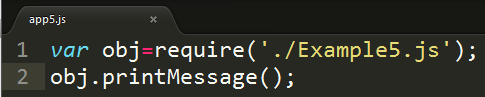 app5.js ×
1 var obj=require('./Example5.js');
2 obj.printMessage();